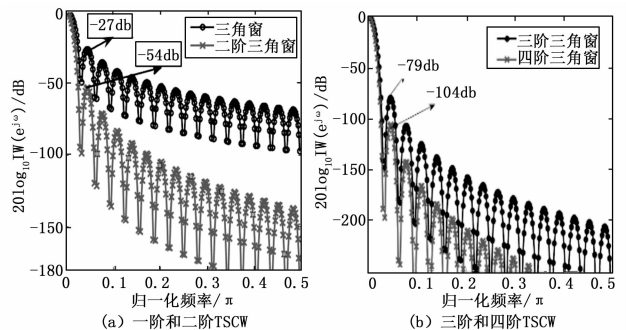 20log10IW(e^jω)/dB
0
-50
-100
-150
-180
-27db
-54db
三角窗
二阶三角窗
0 0.1 0.2 0.3 0.4 0.5
归一化频率/π
(a) 一阶和二阶TSCW
20log10IW(e^jω)/dB
0
-50
-100
-150
-200
-79db
-104db
三阶三角窗
四阶三角窗
0 0.1 0.2 0.3 0.4 0.5
归一化频率/π
(b) 三阶和四阶TSCW